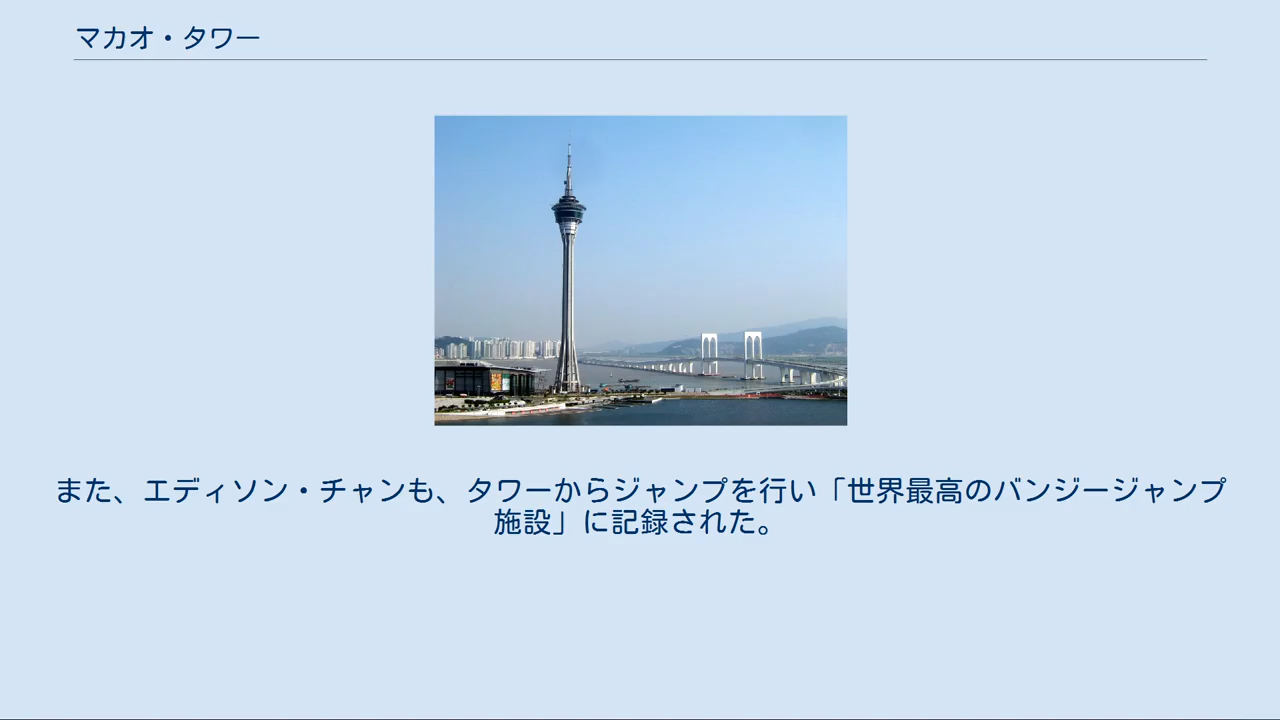 マカオ・タワー
また、エディソン・チャンも、タワーからジャンプを行い「世界最高のバンジージャンプ
施設」に記録された。